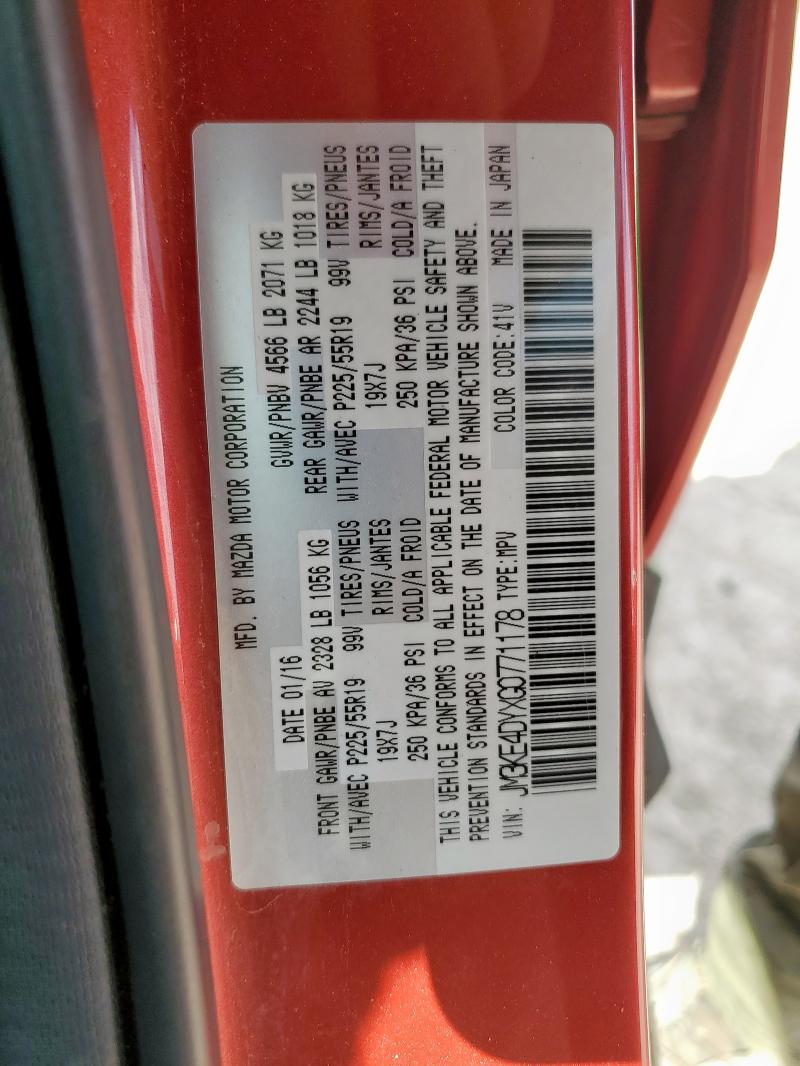 MFD. BY MAZDA MOTOR CORPORATION
DATE 01/16 GVWR/PNBV 4566 LB 2071 KG
FRONT GAWR/PNBE AV 2328 LB 1056 KG REAR GAWR/PNBE AR 2244 LB 1018 KG
WITH/AVEC P225/55R19 99V TIRES/PNEUS WITH/AVEC P225/55R19 99V TIRES/PNEUS
19X7J RIMS/JANTES 19X7J RIMS/JANTES
250 KPA/36 PSI COLD/A FROID 250 KPA/36 PSI COLD/A FROID
THIS VEHICLE CONFORMS TO ALL APPLICABLE FEDERAL MOTOR VEHICLE SAFETY AND THEFT
PREVENTION STANDARDS IN EFFECT ON THE DATE OF MANUFACTURE SHOWN ABOVE.
VIN: JM3KE4DYXG0771178 TYPE:MPV COLOR CODE:41V MADE IN JAPAN